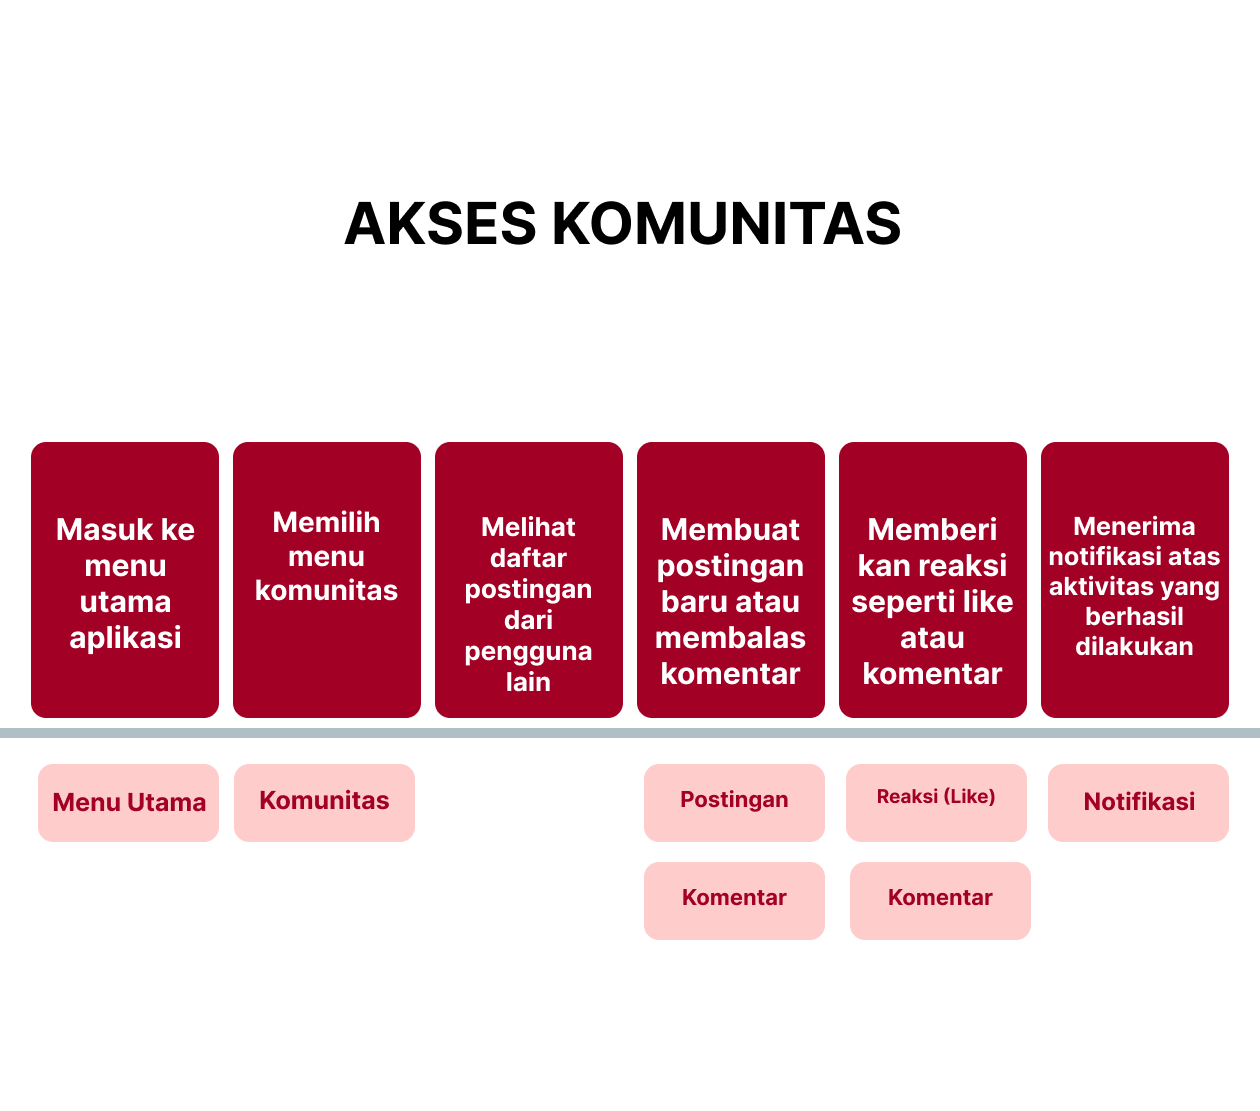 AKSES KOMUNITAS
Masuk ke
menu
utama
aplikasi
Memilih
menu
komunitas
Melihat
daftar
postingan
dari
pengguna
lain
Membuat
postingan
baru atau
membalas
komentar
Memberi
kan reaksi
seperti like
atau
komentar
Menerima
notifikasi atas
aktivitas yang
berhasil
dilakukan
Menu Utama
Komunitas
Postingan
Reaksi (Like)
Notifikasi
Komentar
Komentar